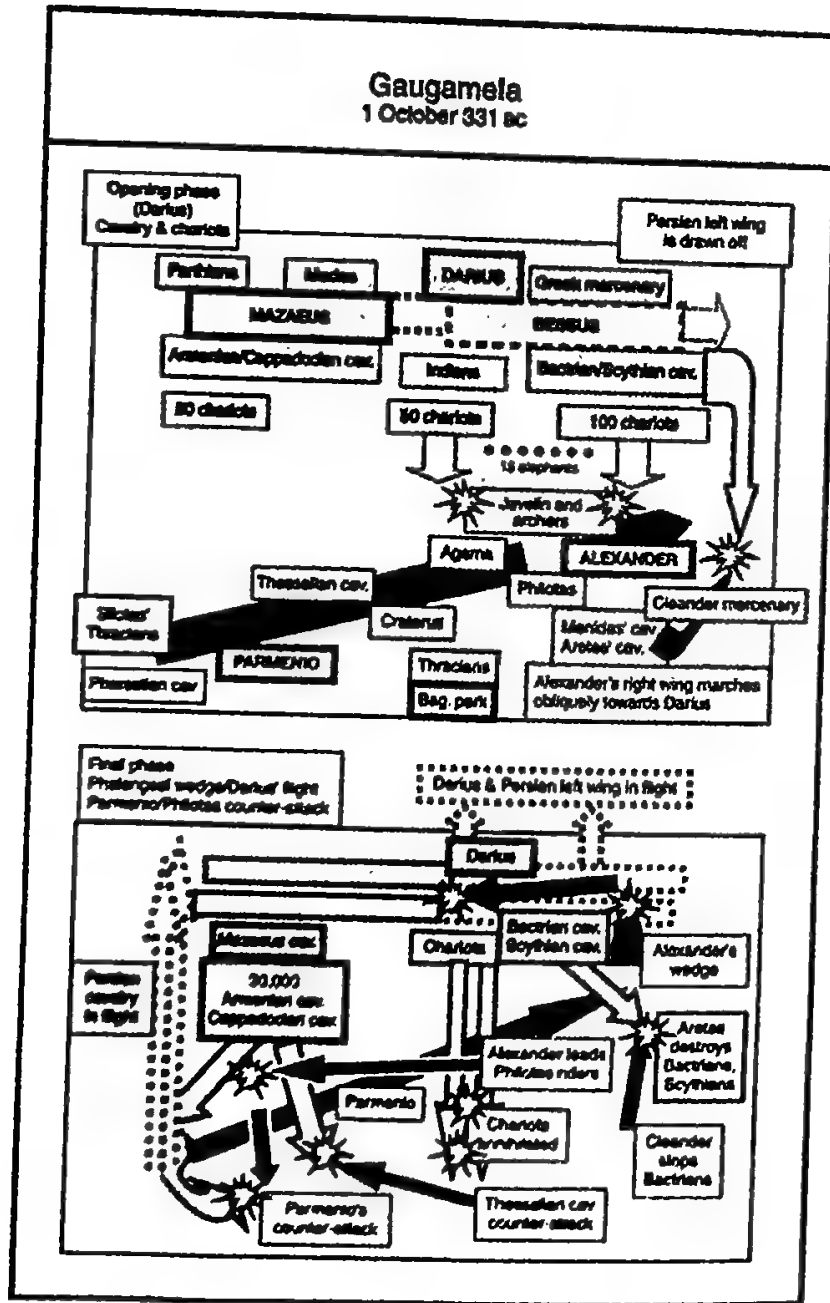 Gaugamela
1 October 331 BC
Opening phase
(Darius)
Cavalry & chariots
Persian left wing
is drawn off
Parthians
Medes
DARIUS
Greek mercenary
MAZAEUS
BESSUS
Armenian/Cappadocian cav.
Indians
Bactrian/Scythian cav.
50 chariots
50 chariots
100 chariots
15 elephants
Javelin and
archers
Agema
ALEXANDER
Thessalian cav.
Philotas
Cleander mercenary
Sitalces'
Thracians
Craterus
Menidas' cav.
Aretes' cav.
PARMENIO
Thracians
Pharsalian cav.
Bag. park
Alexander's right wing marches
obliquely towards Darius
Final phase
Phalangeal wedge/Darius' flight
Parmenio/Philotas counter-attack
Darius & Persian left wing in flight
Darius
Mazaeus cav.
Chariots
Bactrian cav.
Scythian cav.
Alexander's
wedge
Persian
cavalry
in flight
30,000
Armenian cav.
Cappadocian cav.
Alexander leads
Philotas riders
Aretes
destroys
Bactrians,
Scythians
Parmenio
Chariots
annihilated
Cleander
stops
Bactrians
Parmenio's
counter-attack
Thessalian cav
counter-attack